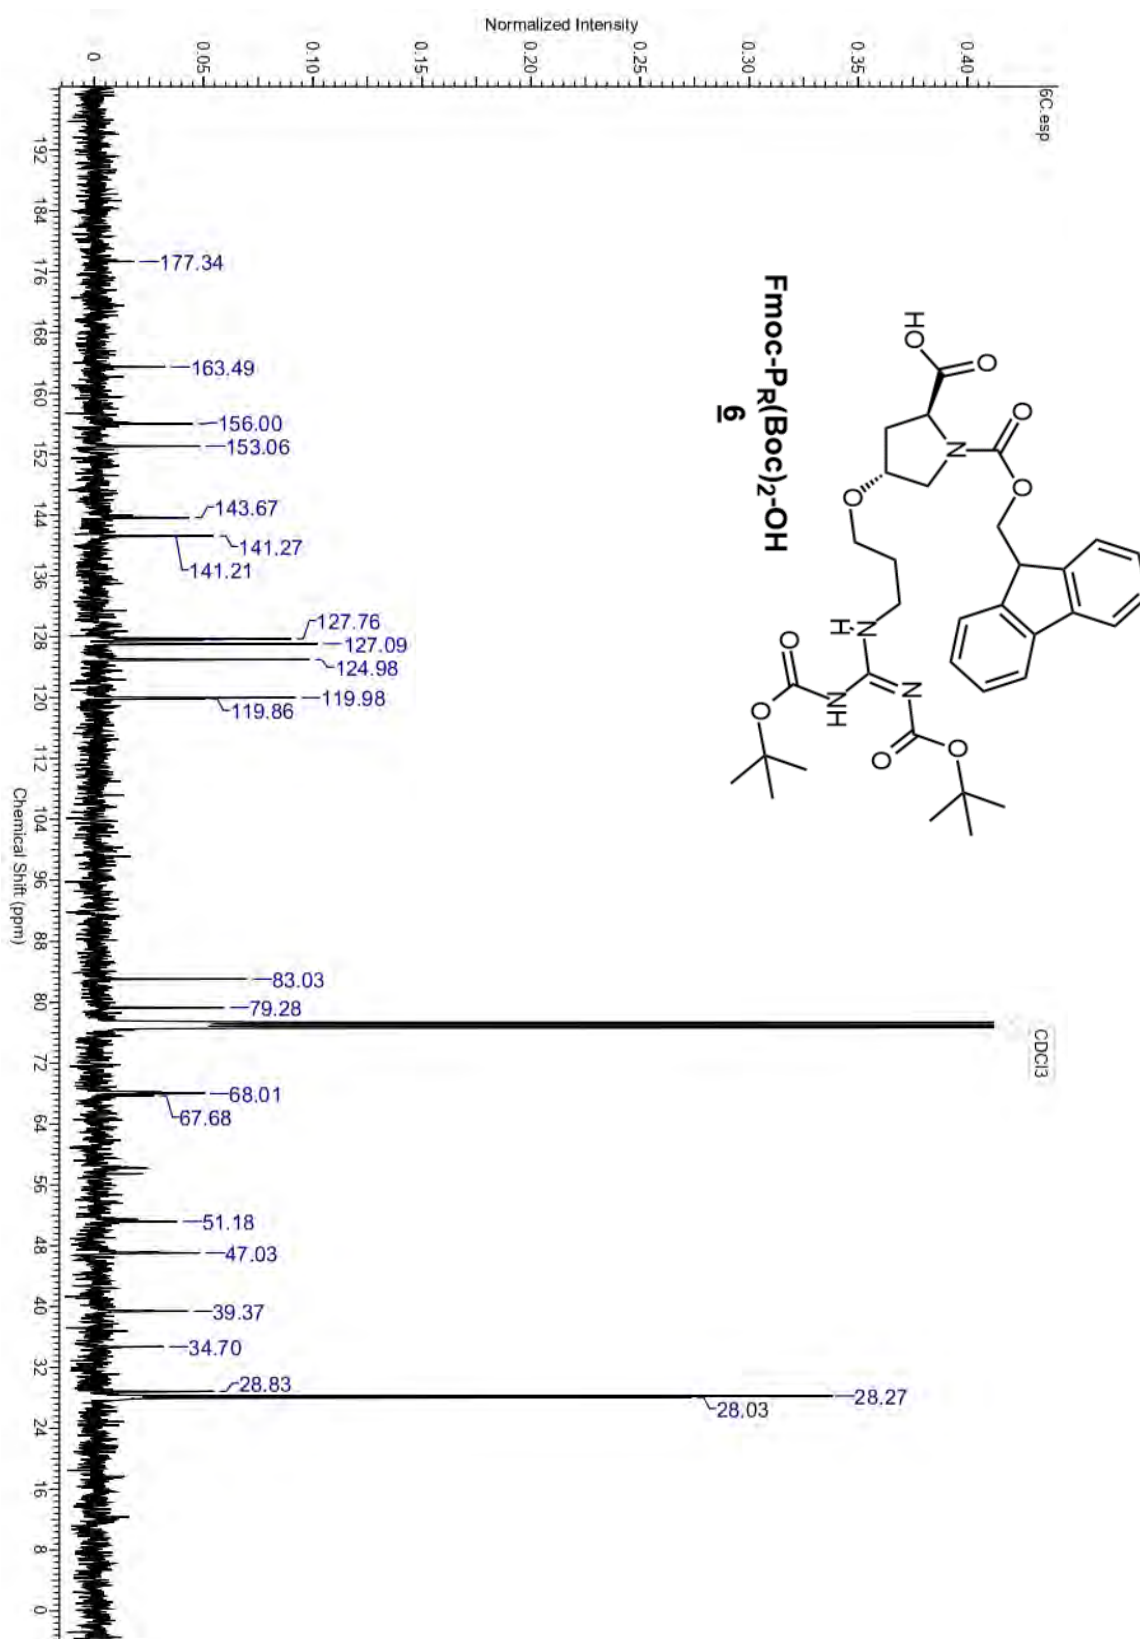 6C.esp
Normalized Intensity
0.40
0.35
0.30
0.25
0.20
0.15
0.10
0.05
0
CDCl3
HO
O
O
N
O
O
N
H
O
O
NH
N
O
O
Fmoc-PR(Boc)2-OH
6
177.34
163.49
156.00
153.06
143.67
141.27
141.21
127.76
127.09
124.98
119.98
119.86
83.03
79.28
68.01
67.68
51.18
47.03
39.37
34.70
28.83
28.27
28.03
192 184 176 168 160 152 144 136 128 120 112 104 96 88 80 72 64 56 48 40 32 24 16 8 0
Chemical Shift (ppm)